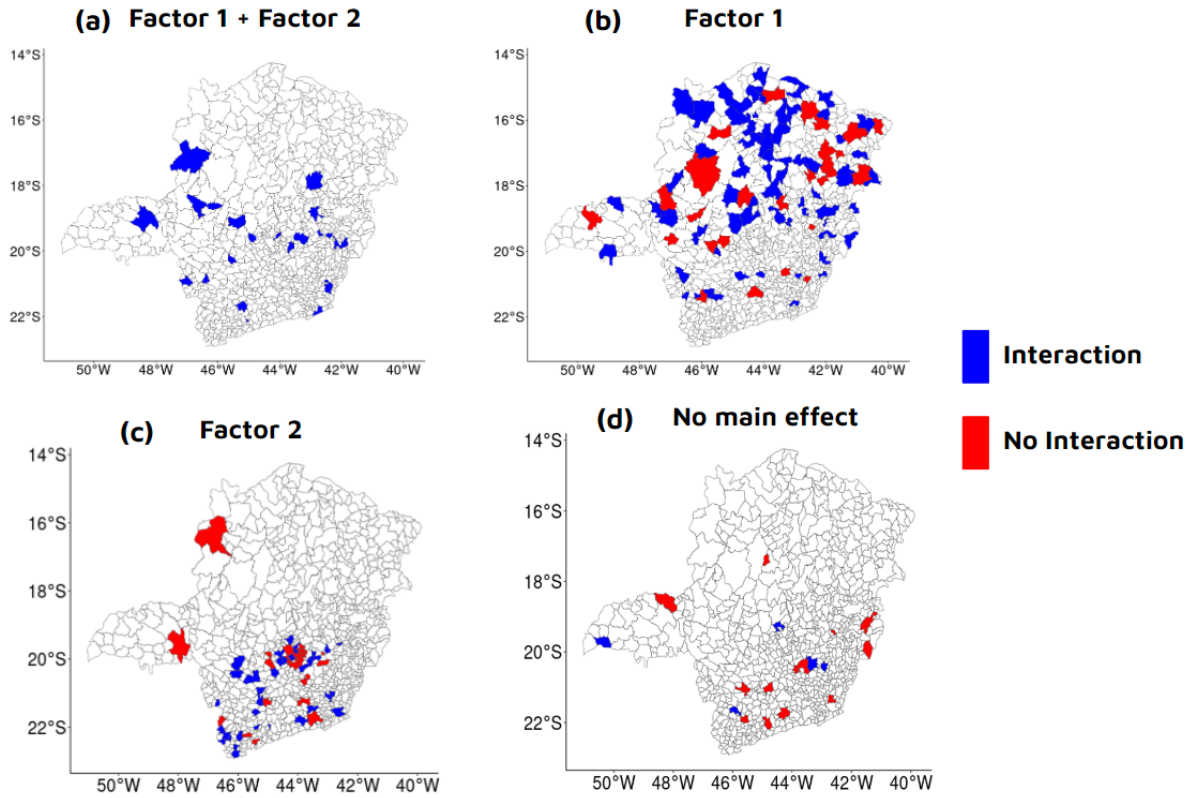 (a) Factor 1 + Factor 2
14°S
16°S
18°S
20°S
22°S
50°W 48°W 46°W 44°W 42°W 40°W
(b) Factor 1
14°S
16°S
18°S
20°S
22°S
50°W 48°W 46°W 44°W 42°W 40°W
Interaction
No Interaction
(c) Factor 2
14°S
16°S
18°S
20°S
22°S
50°W 48°W 46°W 44°W 42°W 40°W
(d) No main effect
14°S
16°S
18°S
20°S
22°S
50°W 48°W 46°W 44°W 42°W 40°W